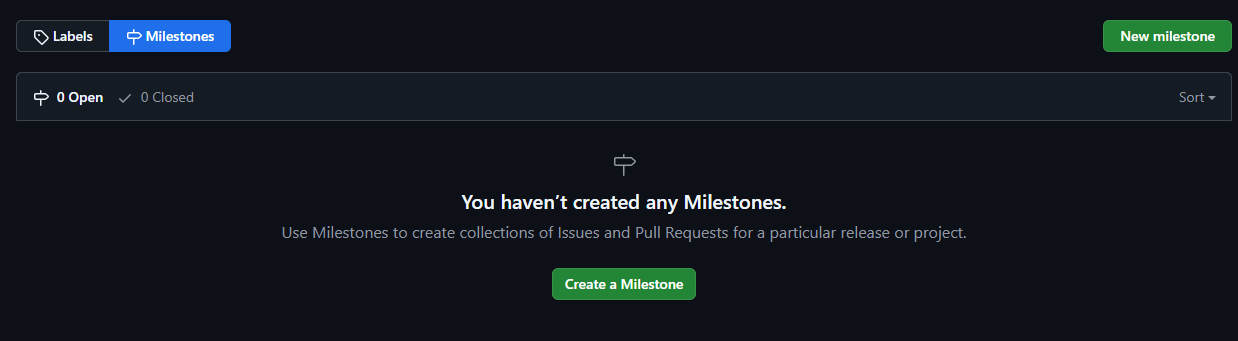 Labels Milestones New milestone
0 Open 0 Closed Sort
You haven’t created any Milestones.
Use Milestones to create collections of Issues and Pull Requests for a particular release or project.
Create a Milestone